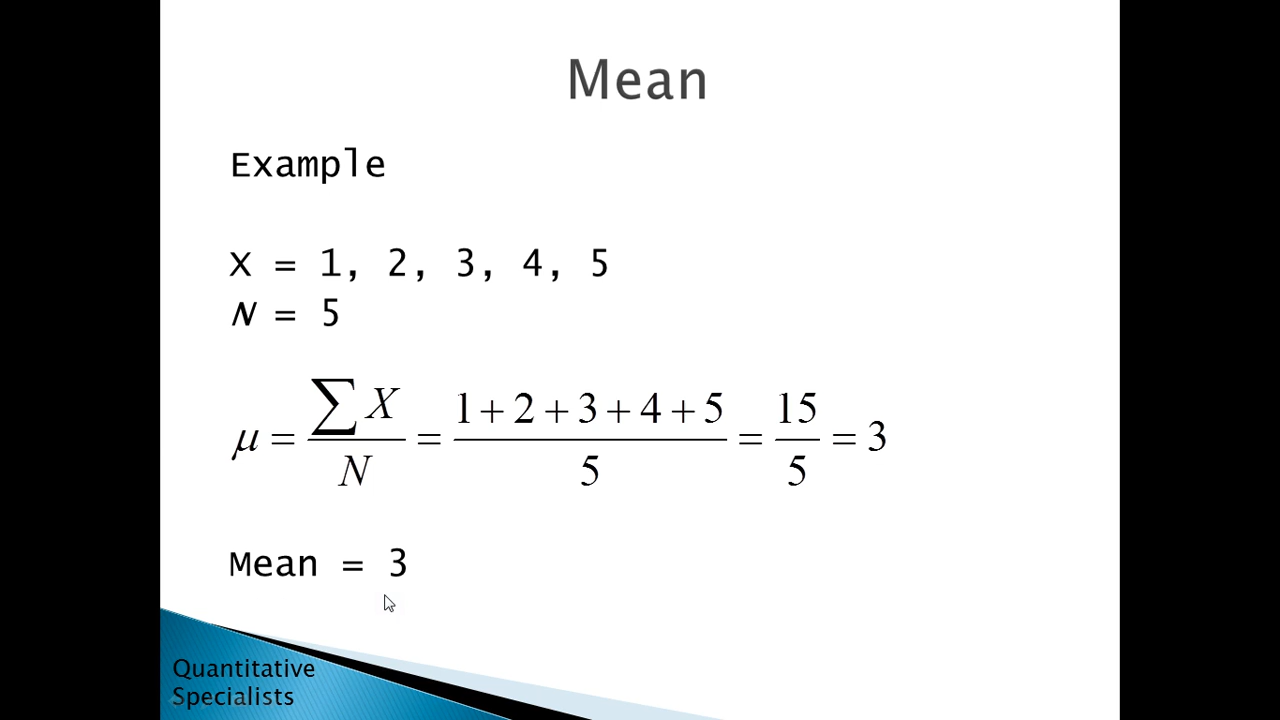 Mean
Example
X = 1, 2, 3, 4, 5
N = 5
μ = ∑X / N = 1+2+3+4+5 / 5 = 15 / 5 = 3
Mean = 3
Quantitative
Specialists